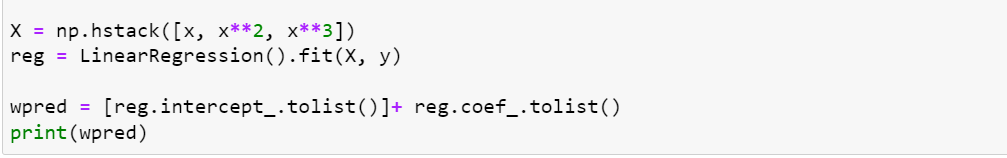 X = np.hstack([x, x**2, x**3])
reg = LinearRegression().fit(X, y)
wpred = [reg.intercept_.tolist()]+ reg.coef_.tolist()
print(wpred)